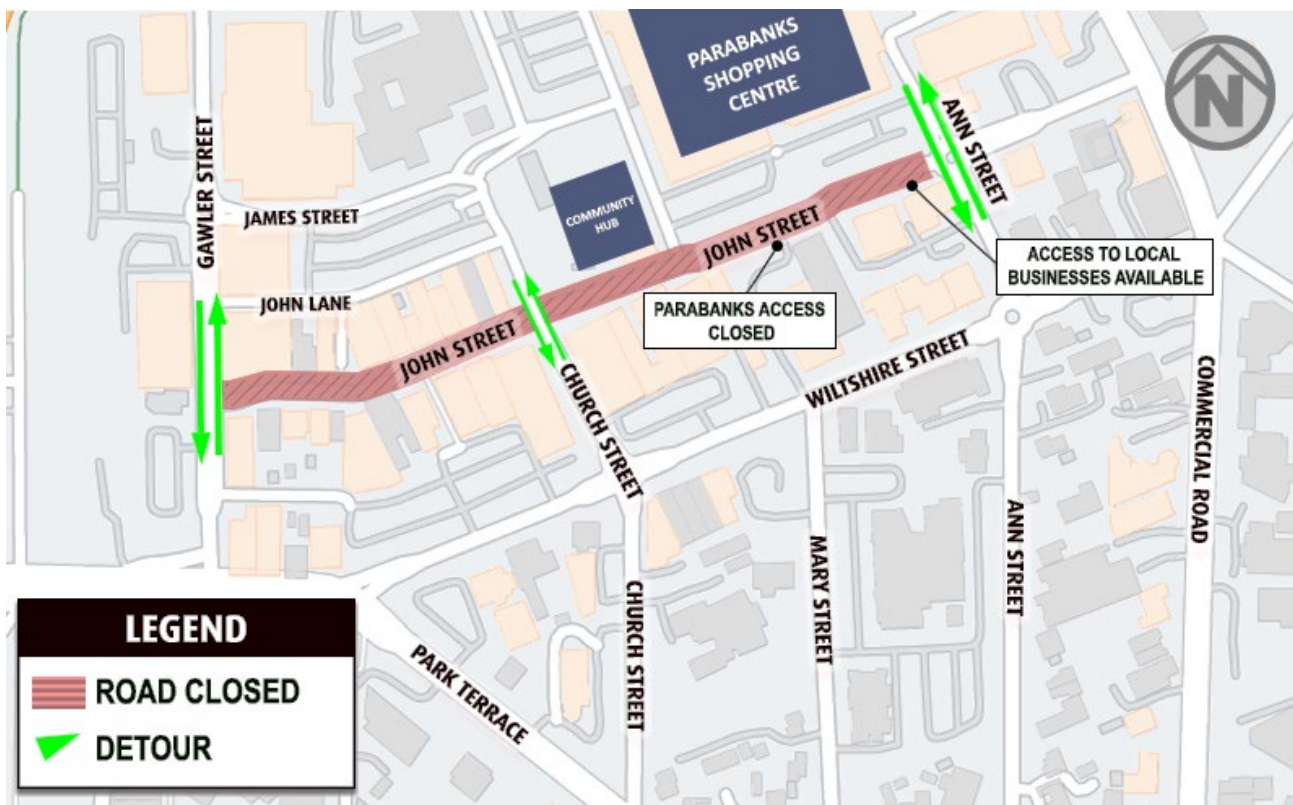 PARABANKS
SHOPPING
CENTRE
N
ANN STREET
GAWLER STREET
JAMES STREET
COMMUNITY
HUB
JOHN STREET
ACCESS TO LOCAL
BUSINESSES AVAILABLE
JOHN LANE
PARABANKS ACCESS
CLOSED
JOHN STREET
WILTSHIRE STREET
CHURCH STREET
COMMERCIAL ROAD
ANN STREET
MARY STREET
CHURCH STREET
PARK TERRACE
LEGEND
ROAD CLOSED
DETOUR